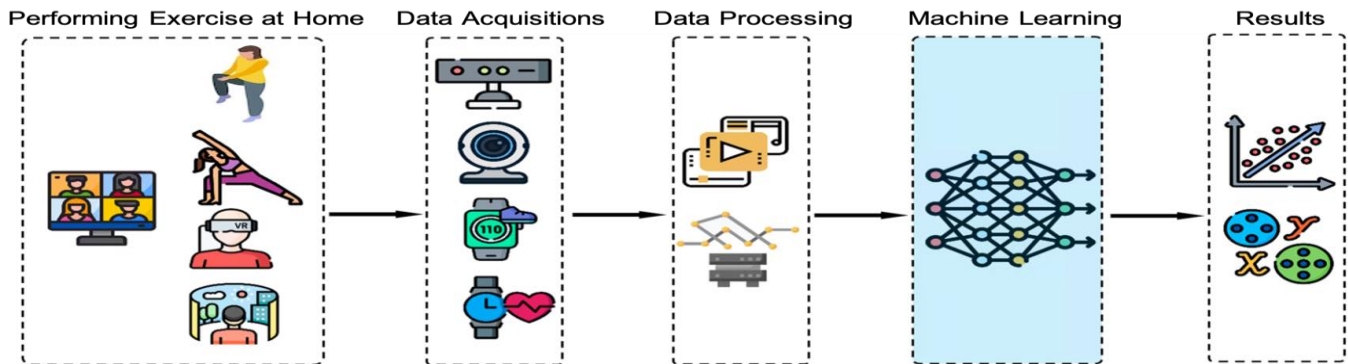 Performing Exercise at Home
Data Acquisitions
Data Processing
Machine Learning
Results
VR
110
y
x